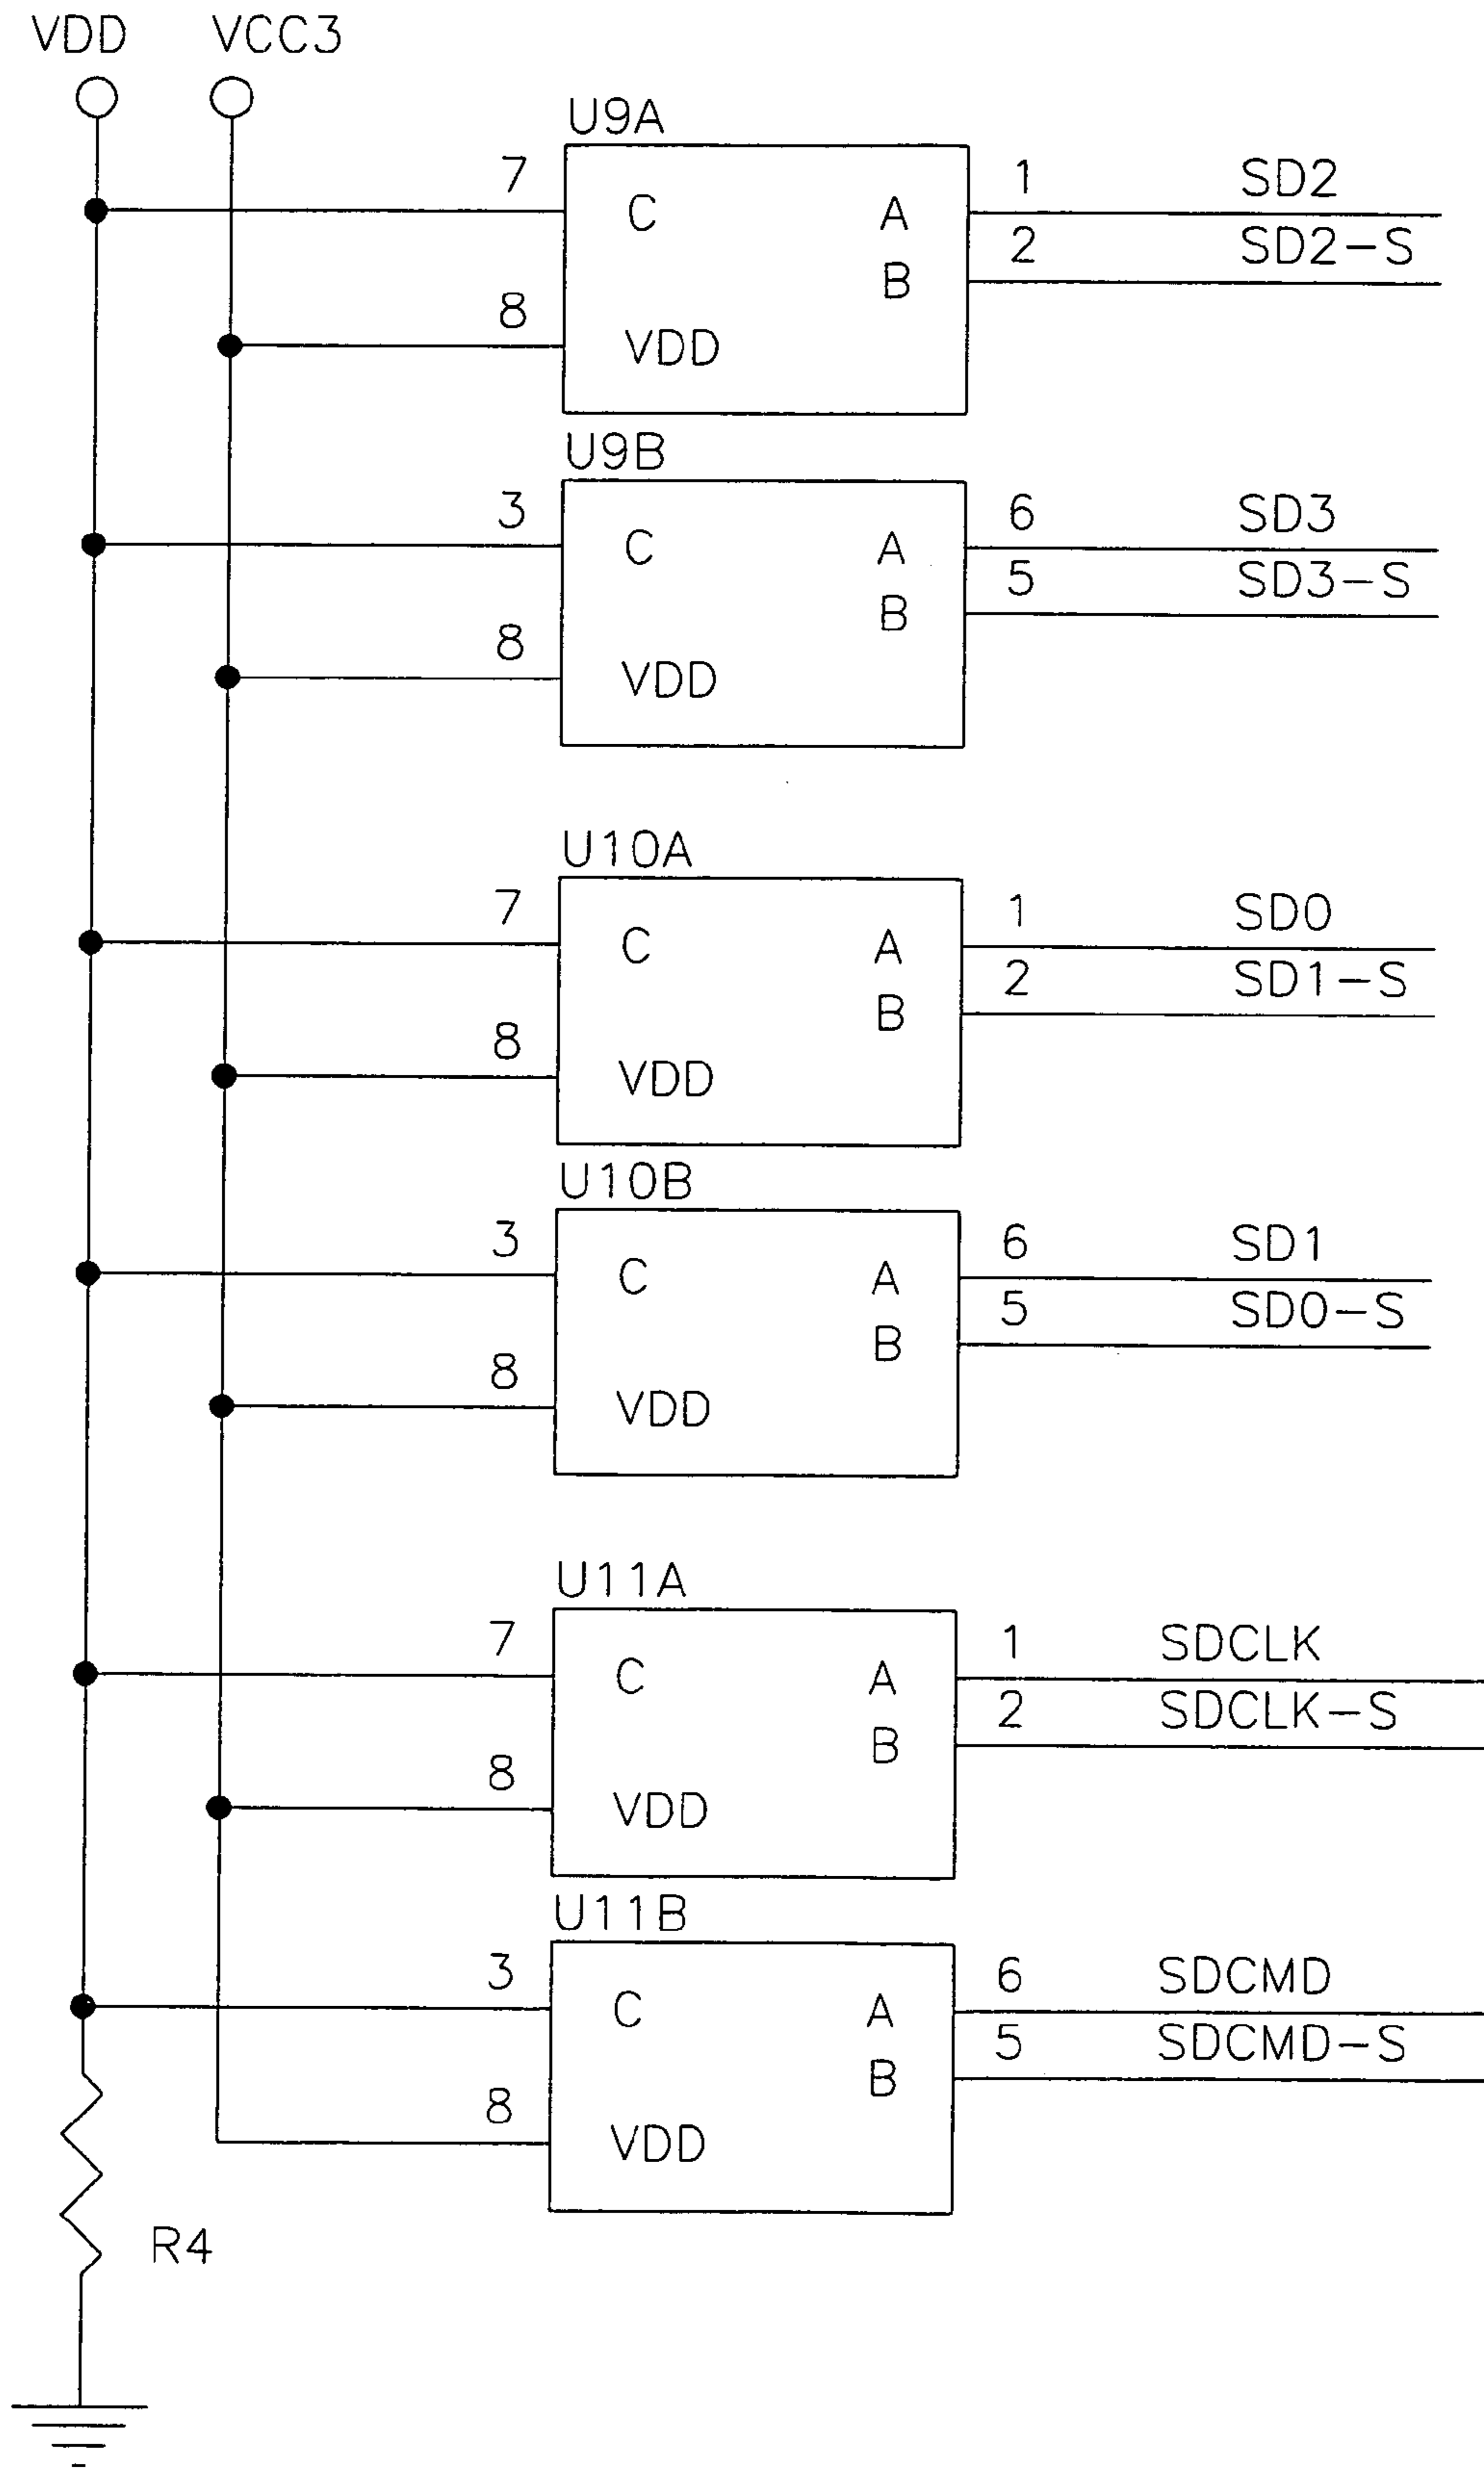 VDD VCC3
U9A
7 C A 1 SD2
B 2 SD2-S
8 VDD
U9B
3 C A 6 SD3
B 5 SD3-S
8 VDD
U10A
7 C A 1 SD0
B 2 SD1-S
8 VDD
U10B
3 C A 6 SD1
B 5 SD0-S
8 VDD
U11A
7 C A 1 SDCLK
B 2 SDCLK-S
8 VDD
U11B
3 C A 6 SDCMD
B 5 SDCMD-S
8 VDD
R4